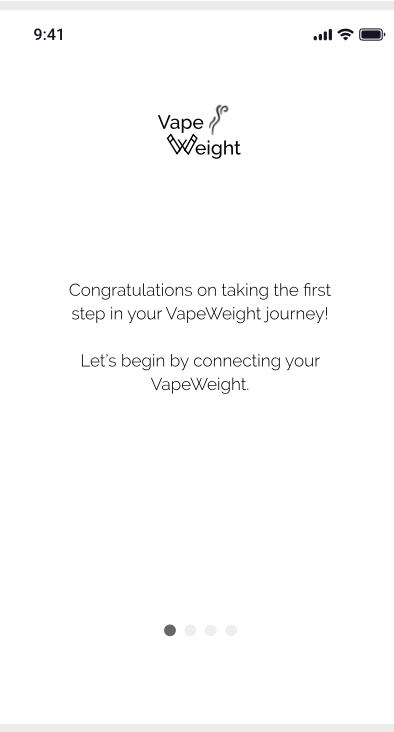 9:41
Vape
Weight
Congratulations on taking the first
step in your VapeWeight journey!
Let's begin by connecting your
VapeWeight.